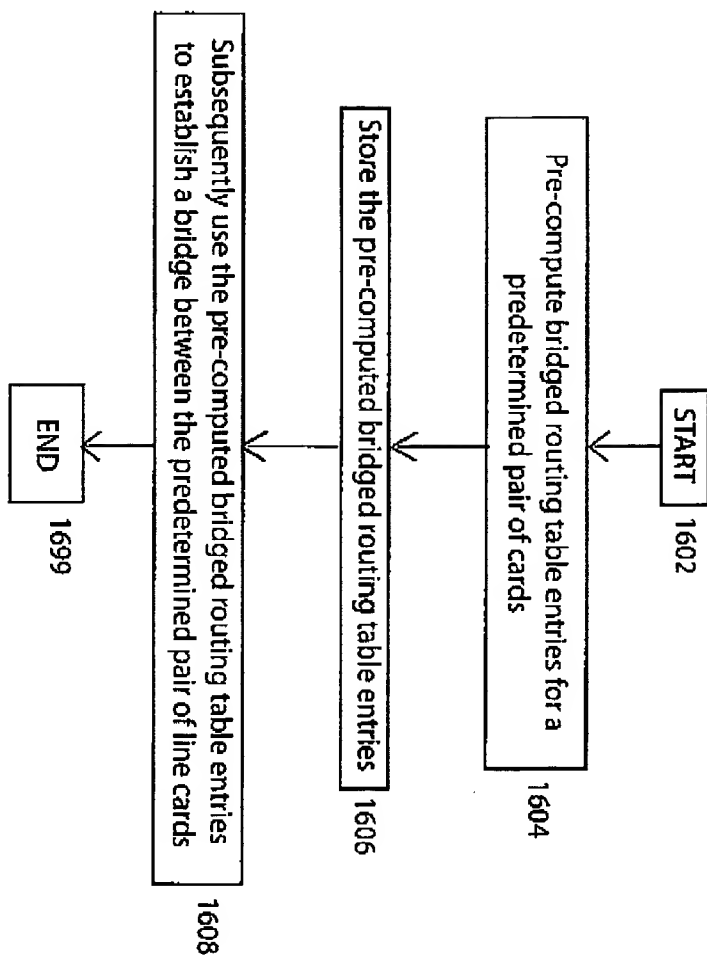 START
1602
Pre-compute bridged routing table entries for a
predetermined pair of cards
1604
Store the pre-computed bridged routing table entries
1606
Subsequently use the pre-computed bridged routing table entries
to establish a bridge between the predetermined pair of line cards
1608
END
1699